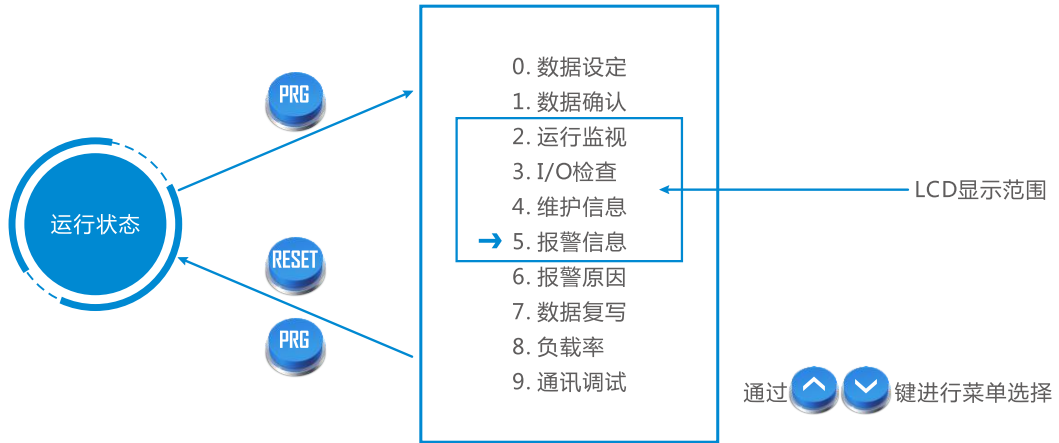 PRG
0. 数据设定
1. 数据确认
2. 运行监视
3. I/O检查
4. 维护信息
5. 报警信息
6. 报警原因
7. 数据复写
8. 负载率
9. 通讯调试
LCD显示范围
运行状态
RESET
PRG
通过 键进行菜单选择